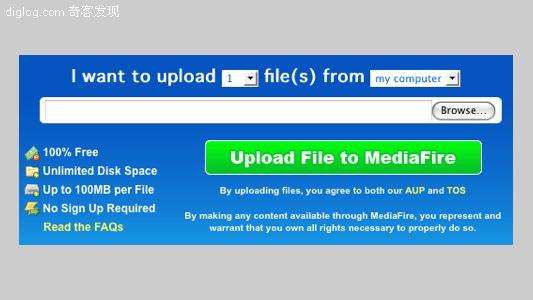 diglog.com 奇客发现
I want to upload 1 file(s) from my computer
Browse...
100% Free
Unlimited Disk Space
Up to 100MB per File
No Sign Up Required
Read the FAQs
Upload File to MediaFire
By uploading files, you agree to both our AUP and TOS
By making any content available through MediaFire, you represent and
warrant that you own all rights necessary to properly do so.